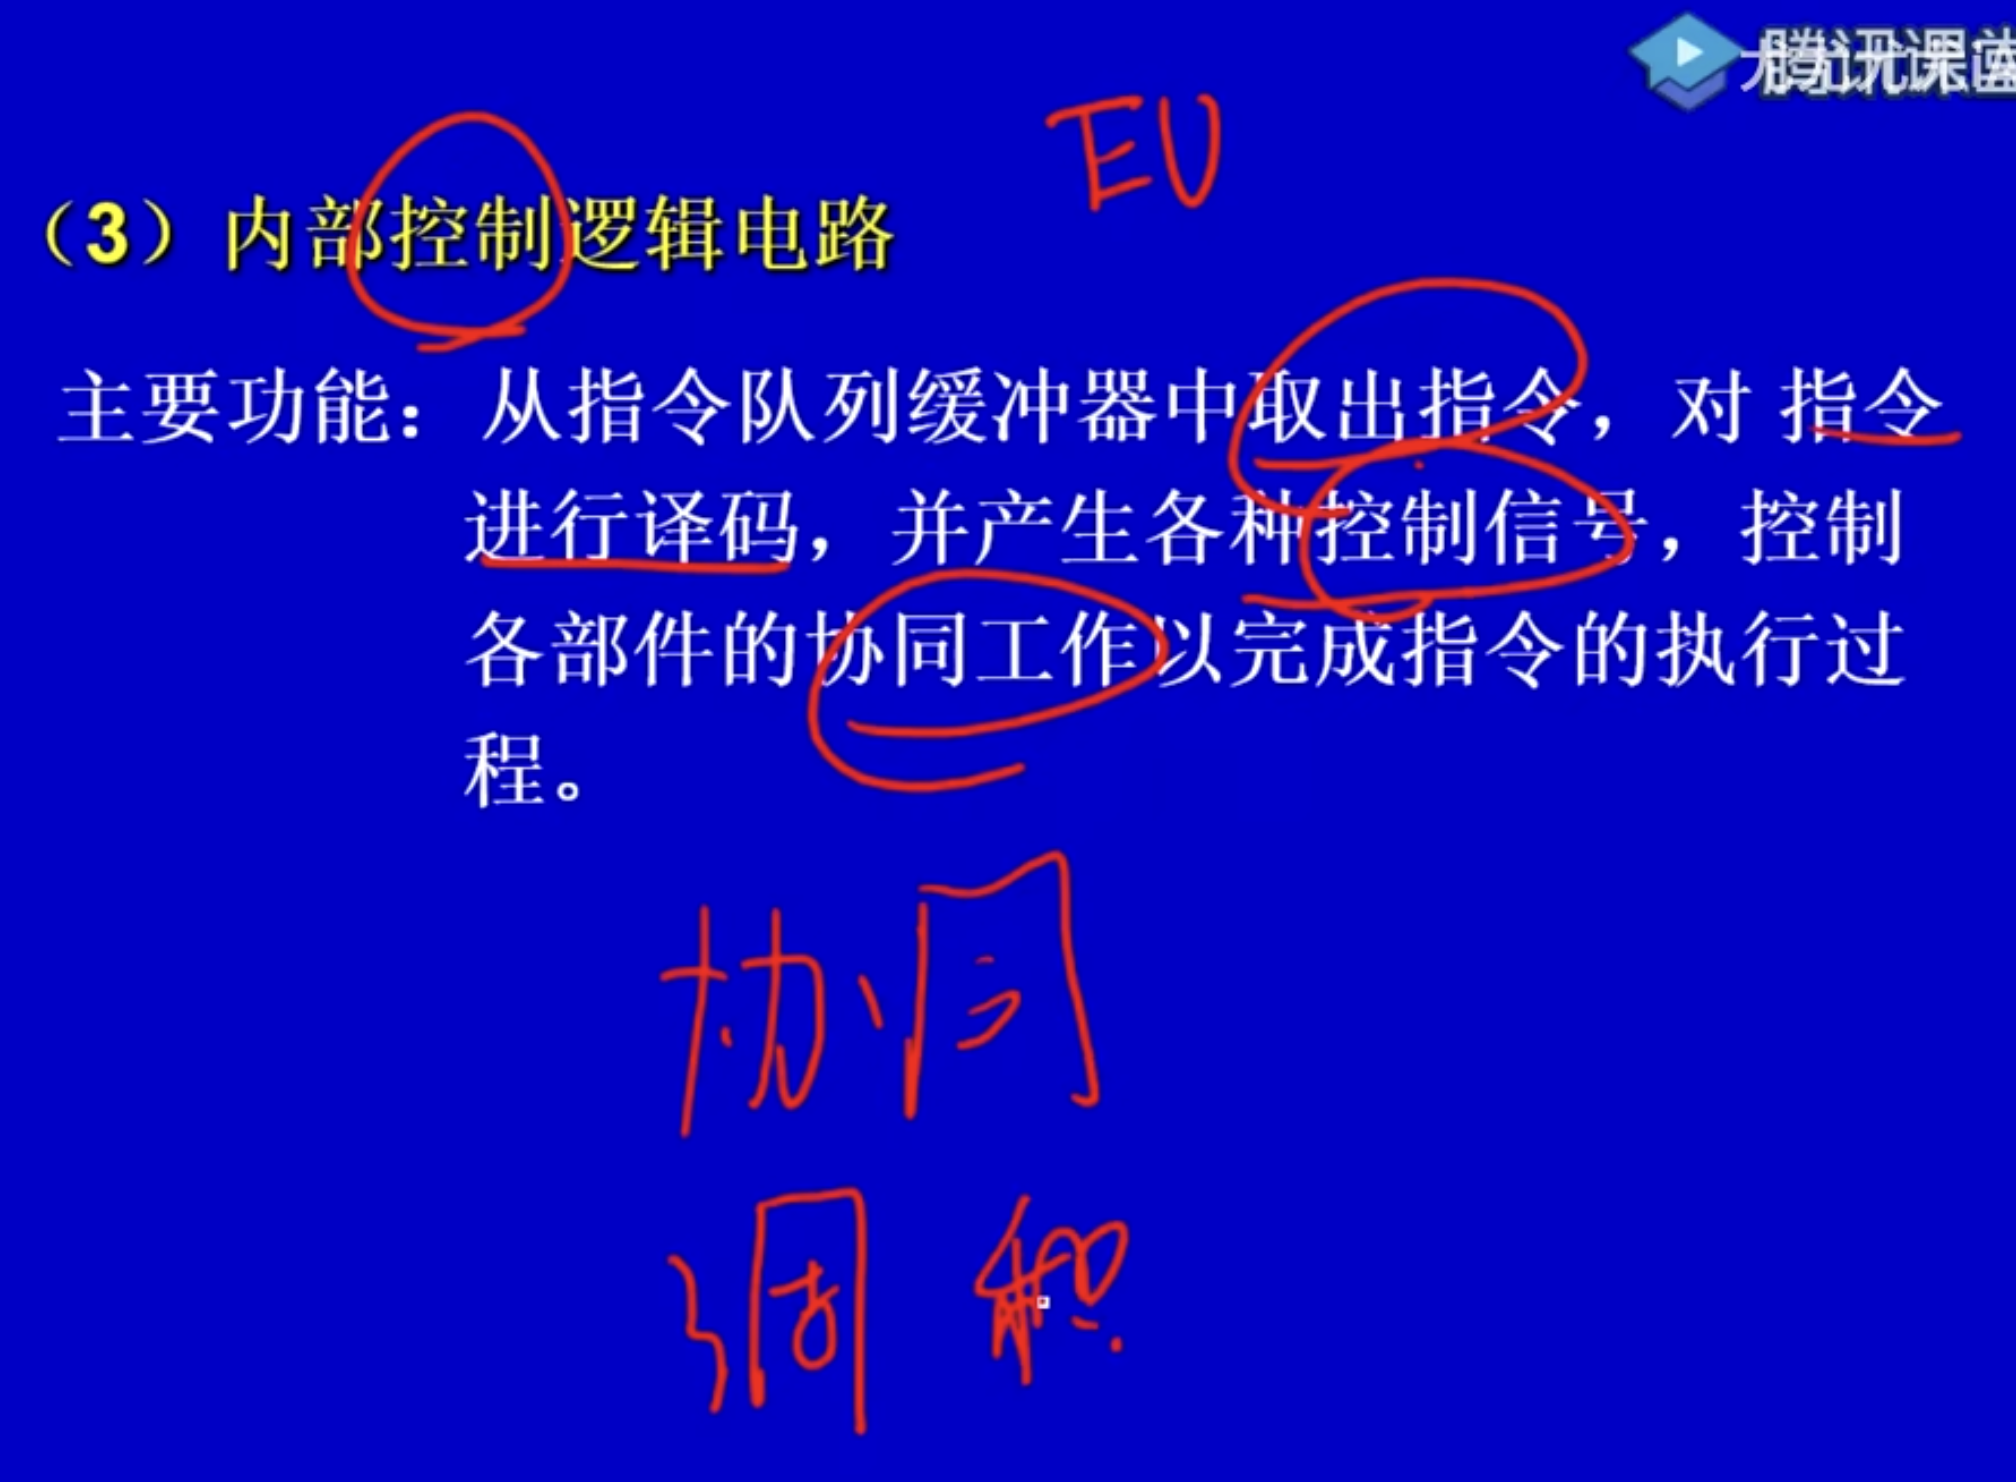 腾讯课堂
EU
（3）内部控制逻辑电路
主要功能：从指令队列缓冲器中取出指令，对 指令
进行译码，并产生各种控制信号，控制
各部件的协同工作以完成指令的执行过
程。
协同
调